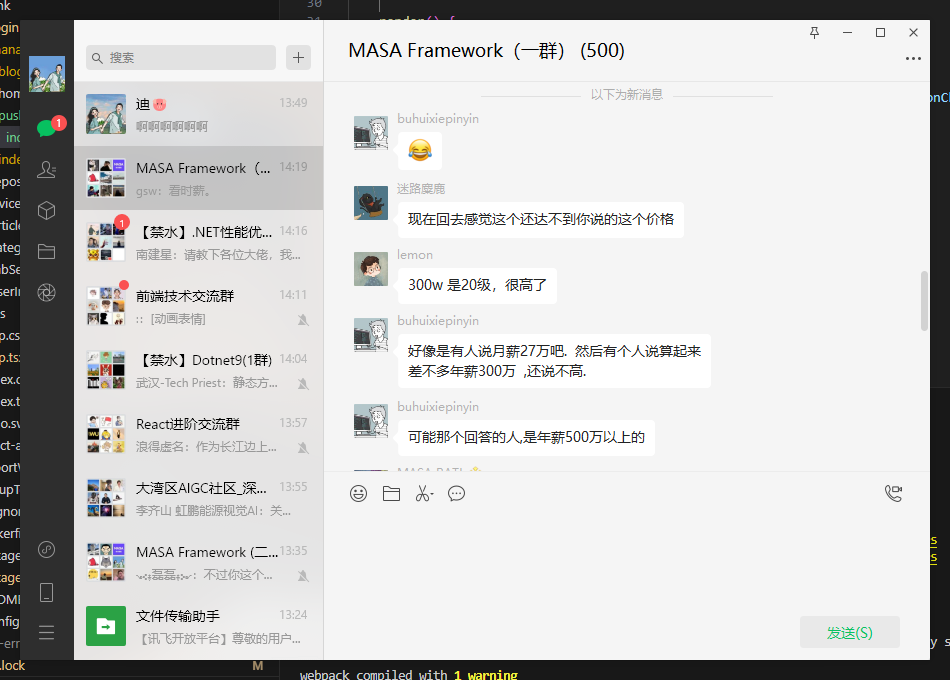 30
31
render() {
搜索
迪
13:49
啊啊啊啊啊啊
MASA Framework（...
14:19
gsw：看时薪。
1
1
【禁水】.NET性能优...
14:16
南建星：请教下各位大佬，我...
前端技术交流群
14:11
:: [动画表情]
【禁水】Dotnet9(1群)
14:04
武汉-Tech Priest：静态方...
React进阶交流群
13:57
浪得虚名：作为长江边上...
大湾区AIGC社区_深...
13:55
李齐山 虹鹏能源视觉AI：关...
MASA Framework (二...
13:35
磊磊：不过你这个...
文件传输助手
13:24
【讯飞开放平台】尊敬的用户...
MASA Framework（一群） (500)
以下为新消息
buhuixiepinyin
迷路麋鹿
现在回去感觉这个还达不到你说的这个价格
lemon
300w 是20级，很高了
buhuixiepinyin
好像是有人说月薪27万吧. 然后有个人说算起来
差不多年薪300万 ,还说不高.
buhuixiepinyin
可能那个回答的人,是年薪500万以上的
发送(S)
.lock
M
webpack compiled with 1 warning